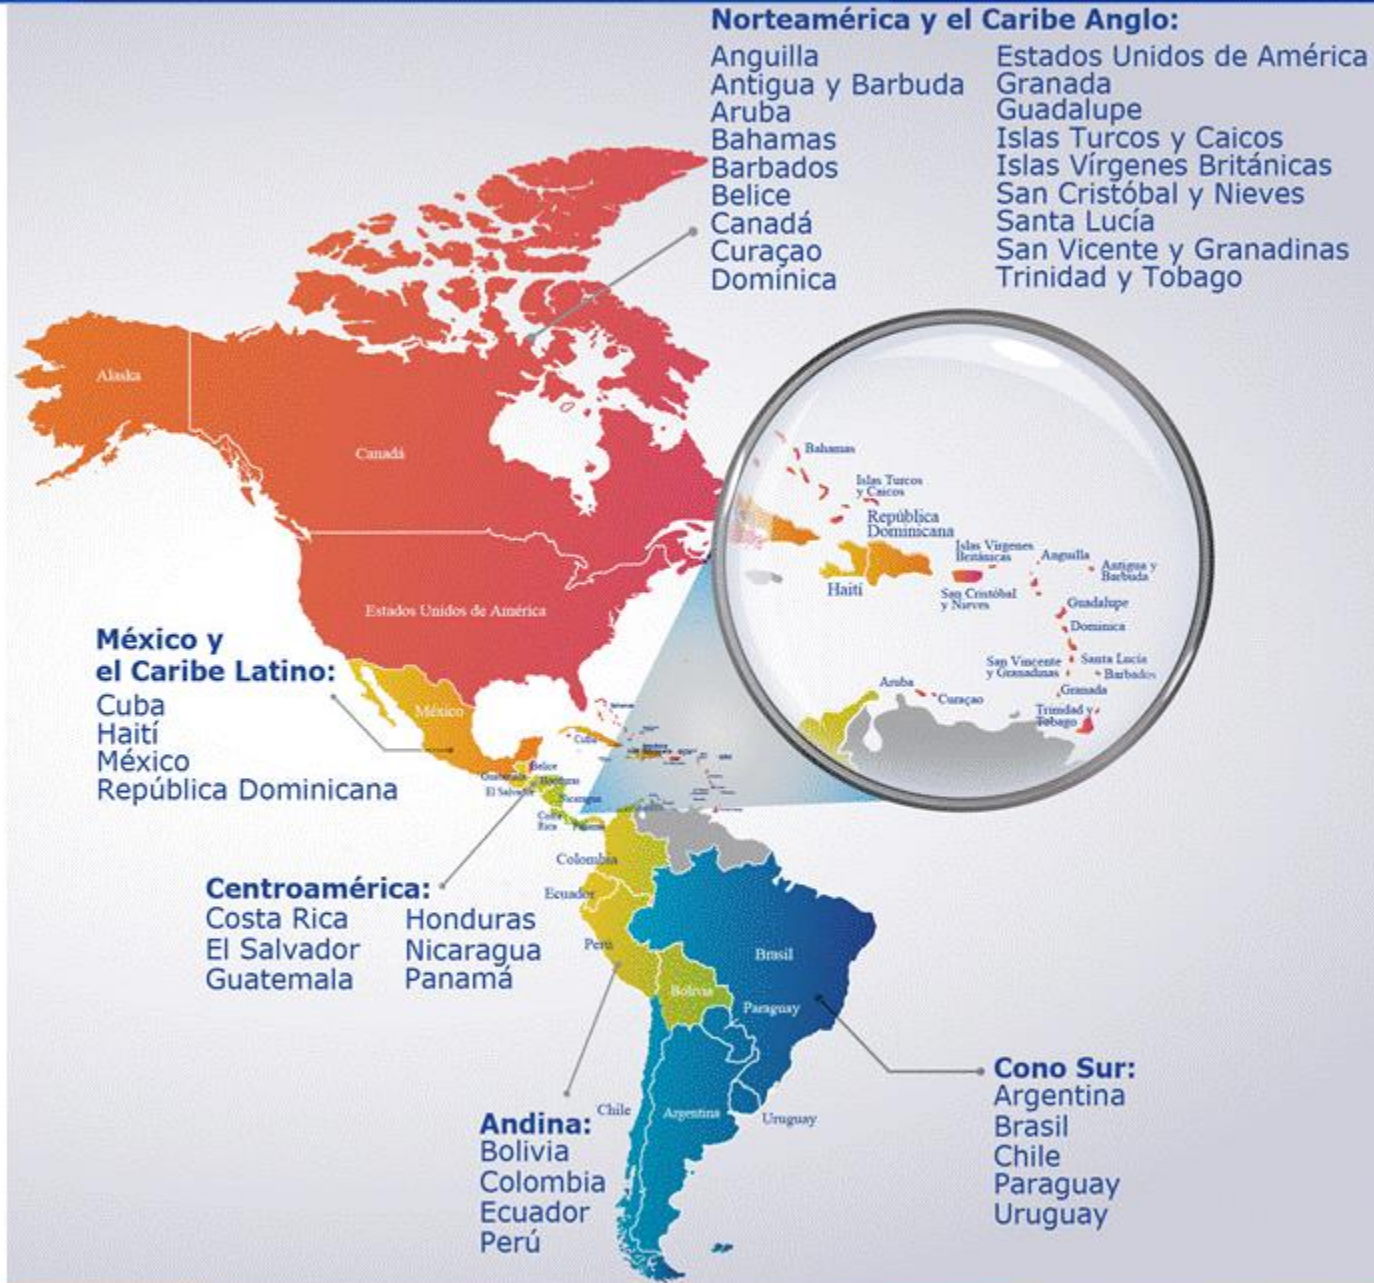 Norteamérica y el Caribe Anglo:
Anguilla
Antigua y Barbuda
Aruba
Bahamas
Barbados
Belice
Canadá
Curaçao
Domínica
Estados Unidos de América
Granada
Guadalupe
Islas Turcos y Caicos
Islas Vírgenes Británicas
San Cristóbal y Nieves
Santa Lucía
San Vicente y Granadinas
Trinidad y Tobago
Alaska
Canadá
Estados Unidos de América
Bahamas
Islas Turcos
y Caicos
República
Dominicana
Haití
Islas Vírgenes
Británicas
Anguilla
Antigua y
Barbuda
San Cristóbal
y Nieves
Guadalupe
Dominica
San Vincente
y Granadinas
Santa Lucía
Barbados
Granada
Aruba
Curaçao
Trinidad y
Tobago
México y
el Caribe Latino:
Cuba
Haití
México
República Dominicana
México
Cuba
Belice
Guatemala
Honduras
El Salvador
Nicaragua
Costa
Rica
Panamá
Colombia
Ecuador
Perú
Brasil
Bolivia
Paraguay
Chile
Argentina
Uruguay
Centroamérica:
Costa Rica
El Salvador
Guatemala
Honduras
Nicaragua
Panamá
Andina:
Bolivia
Colombia
Ecuador
Perú
Cono Sur:
Argentina
Brasil
Chile
Paraguay
Uruguay